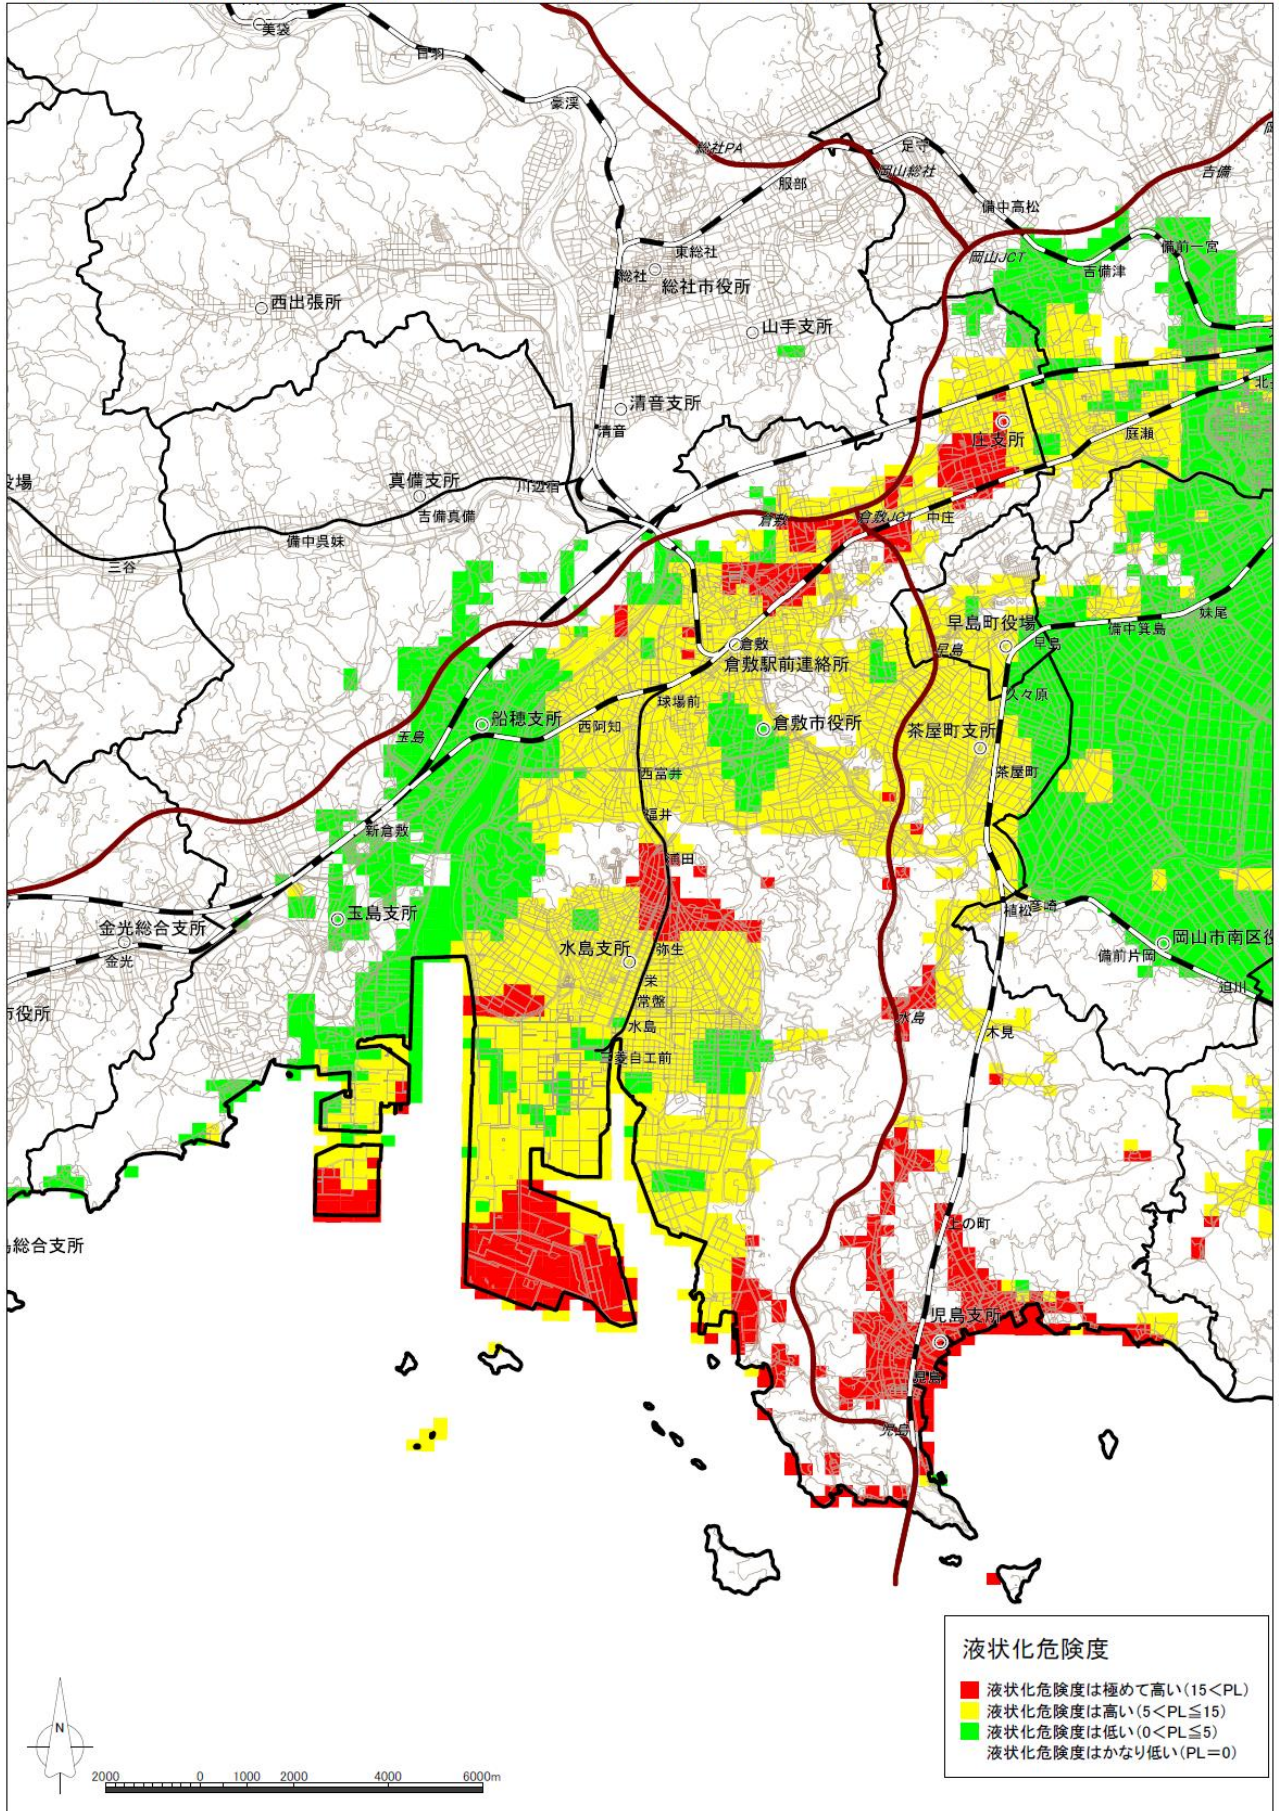 美袋
日羽
豪渓
総社PA
足守
岡山総社
服部
吉備
備中高松
東総社
岡山JCT
備前一宮
総社
総社市役所
吉備津
西出張所
山手支所
清音支所
清音
庄支所
庭瀬
真備支所
川辺宿
吉備真備
倉敷
倉敷JCT
中庄
備中呉妹
三谷
妹尾
早島町役場
備中箕島
早島
倉敷
早島
倉敷駅前連絡所
久々原
球場前
船穂支所
西阿知
倉敷市役所
茶屋町支所
玉島
西富井
茶屋町
福井
新倉敷
浦田
玉島支所
植松
彦崎
金光総合支所
水島支所
弥生
岡山市南区役
金光
備前片岡
栄
迫川
常盤
水島
水島
木見
三菱自工前
上の町
総合支所
児島支所
児島
児島
液状化危険度
液状化危険度は極めて高い(15<PL)
液状化危険度は高い(5<PL≦15)
液状化危険度は低い(0<PL≦5)
液状化危険度はかなり低い(PL=0)
N
2000 0 1000 2000 4000 6000m